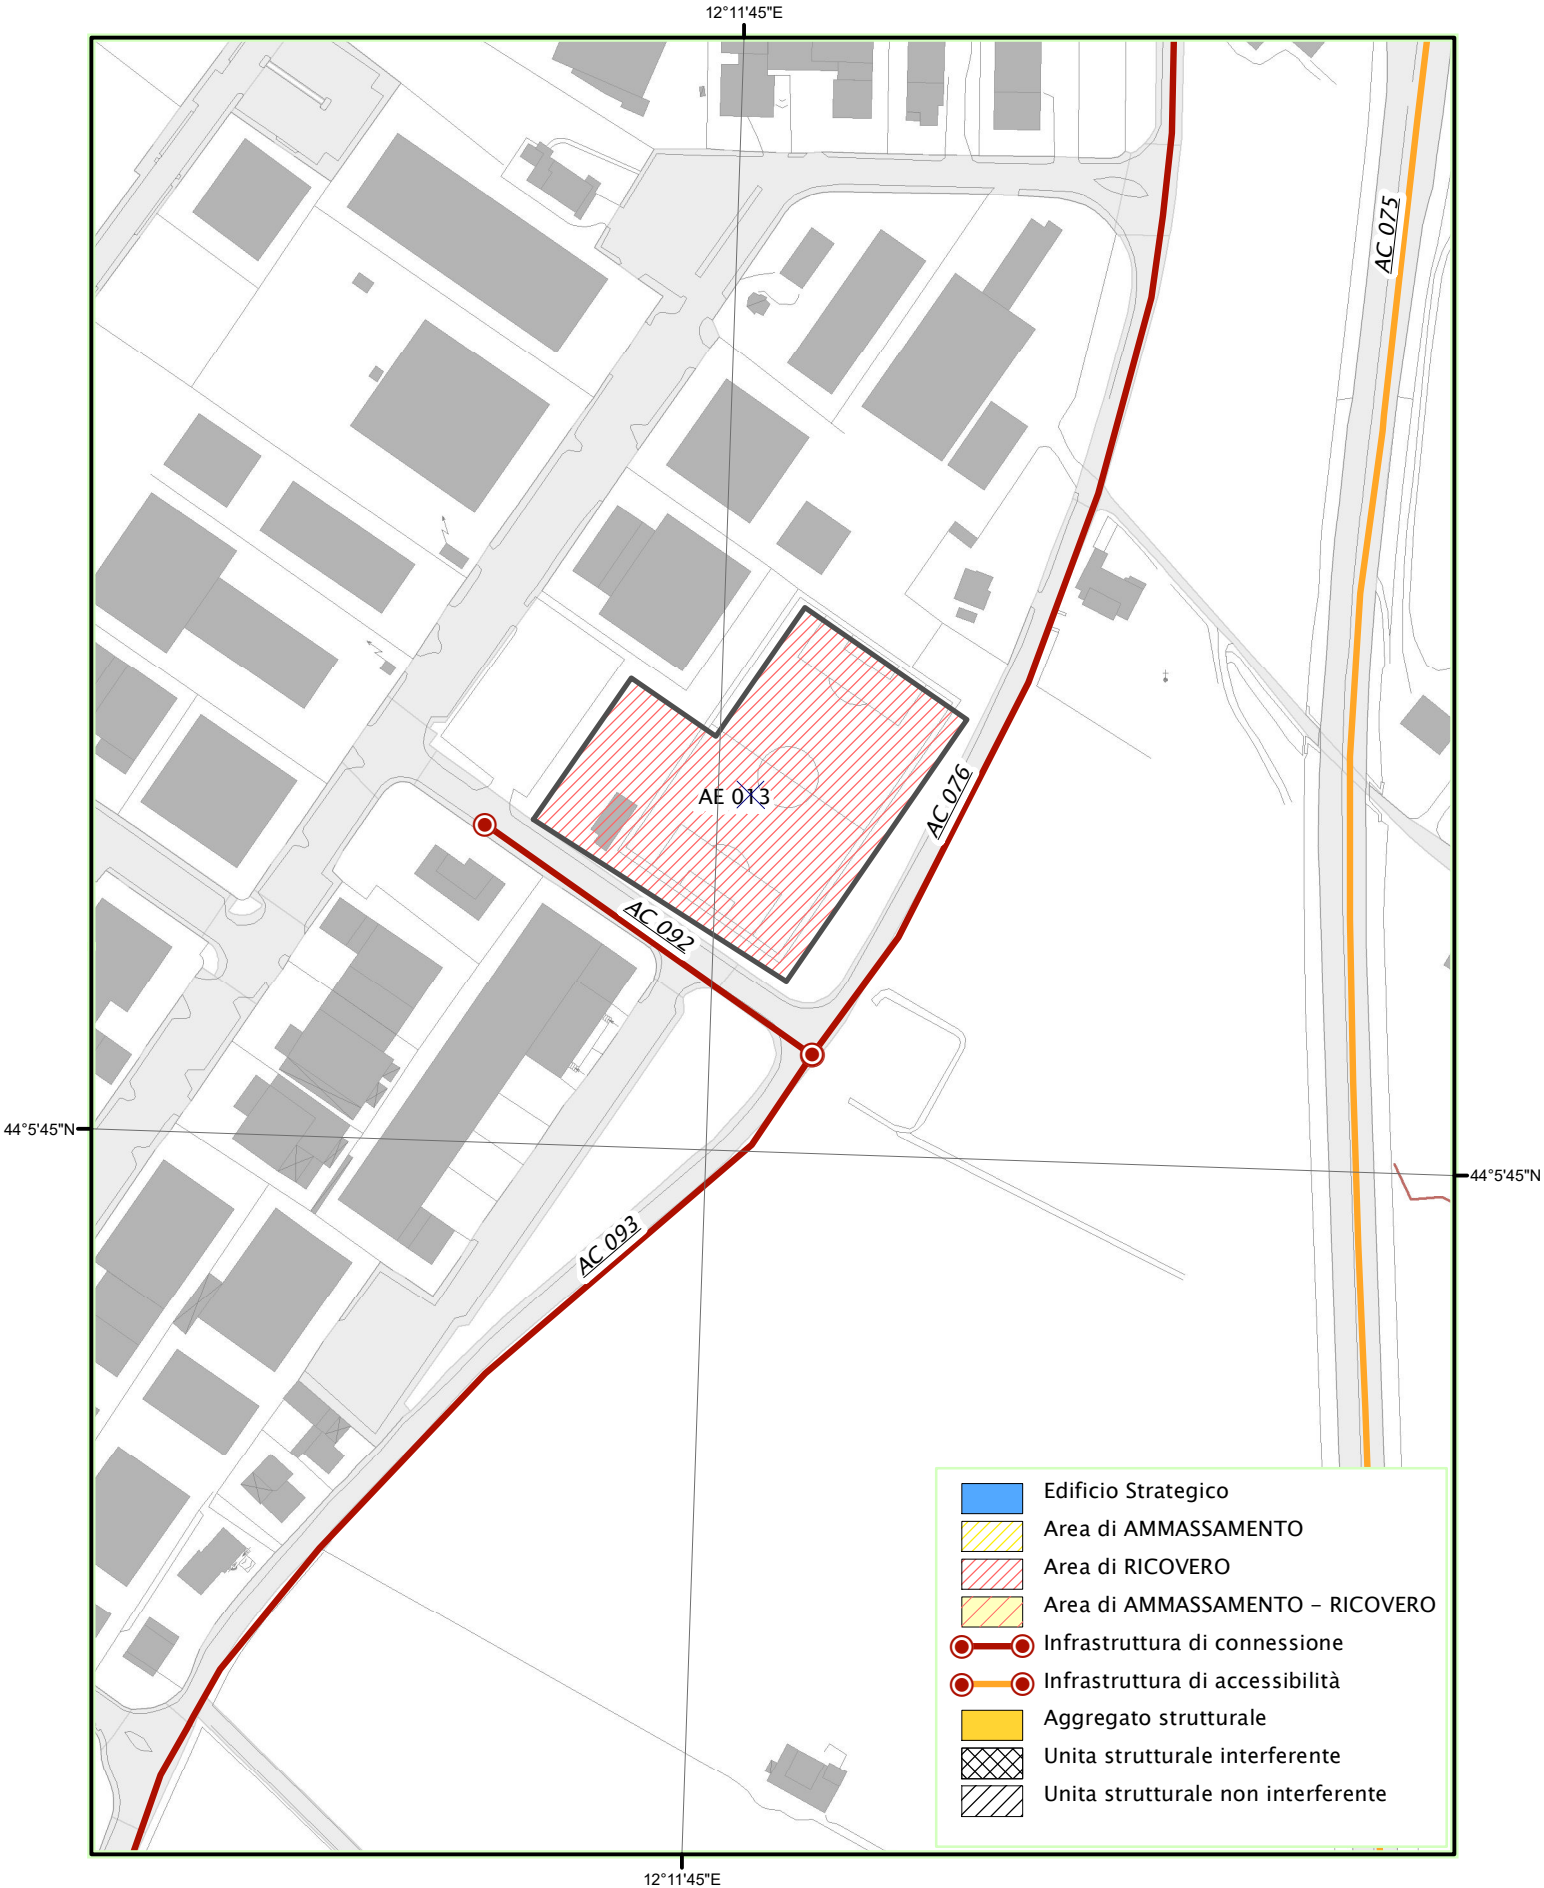 12°11'45"E
AC 075
AE 013
AC 076
AC 092
44°5'45"N
44°5'45"N
AC 093
Edificio Strategico
Area di AMMASSAMENTO
Area di RICOVERO
Area di AMMASSAMENTO - RICOVERO
Infrastruttura di connessione
Infrastruttura di accessibilità
Aggregato strutturale
Unita strutturale interferente
Unita strutturale non interferente
12°11'45"E